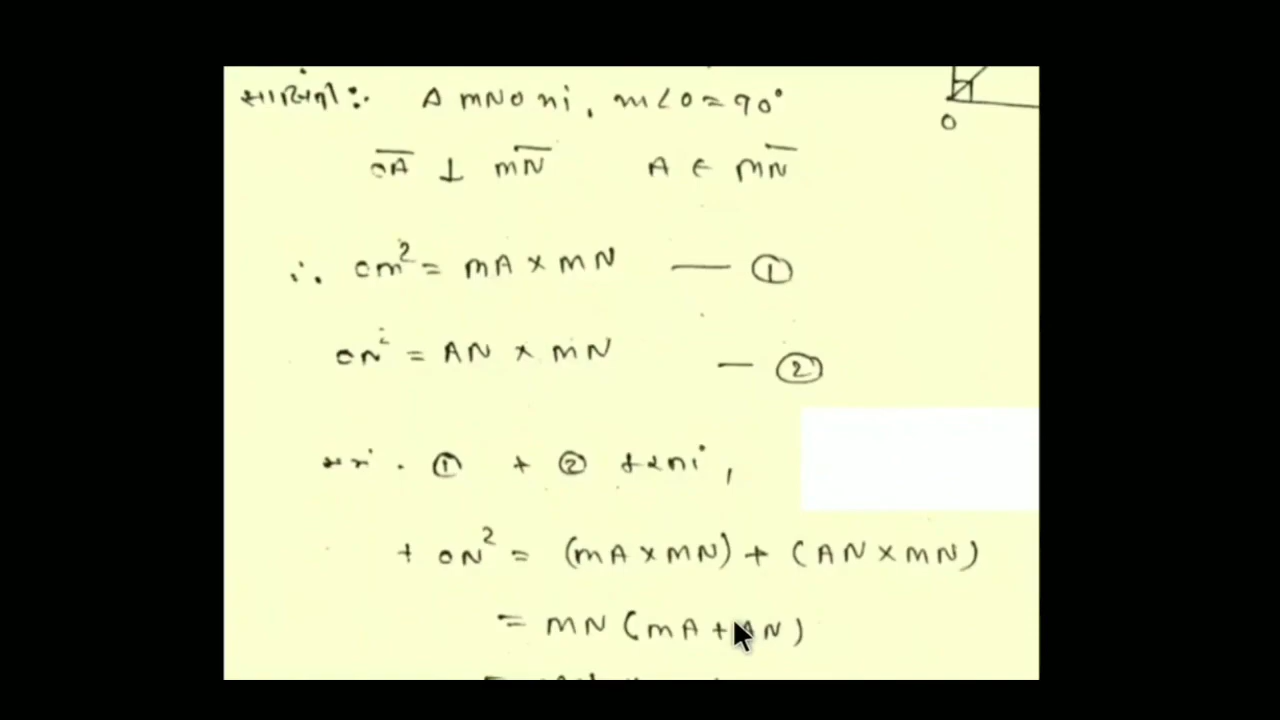 સાબિતી : Δ MNO ની, m∠O = 90°
O
OA ⊥ MN A ∈ MN
∴ OM² = MA × MN — ①
ON² = AN × MN — ②
① + ② કરતાં,
+ ON² = (MA × MN) + (AN × MN)
= MN (MA + AN)